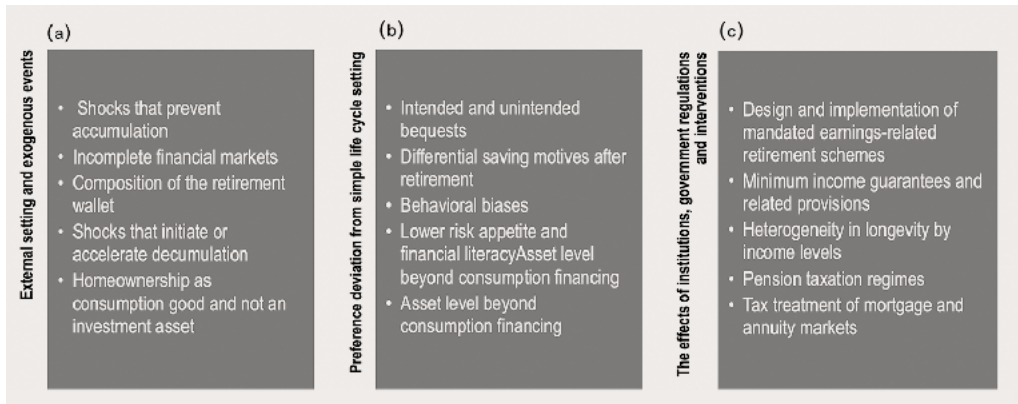 (a)
External setting and exogenous events
• Shocks that prevent
accumulation
• Incomplete financial markets
• Composition of the retirement
wallet
• Shocks that initiate or
accelerate decumulation
• Homeownership as
consumption good and not an
investment asset
(b)
Preference deviation from simple life cycle setting
• Intended and unintended
bequests
• Differential saving motives after
retirement
• Behavioral biases
• Lower risk appetite and
financial literacyAsset level
beyond consumption financing
• Asset level beyond
consumption financing
(c)
The effects of institutions, government regulations
and interventions
• Design and implementation of
mandated earnings-related
retirement schemes
• Minimum income guarantees and
related provisions
• Heterogeneity in longevity by
income levels
• Pension taxation regimes
• Tax treatment of mortgage and
annuity markets